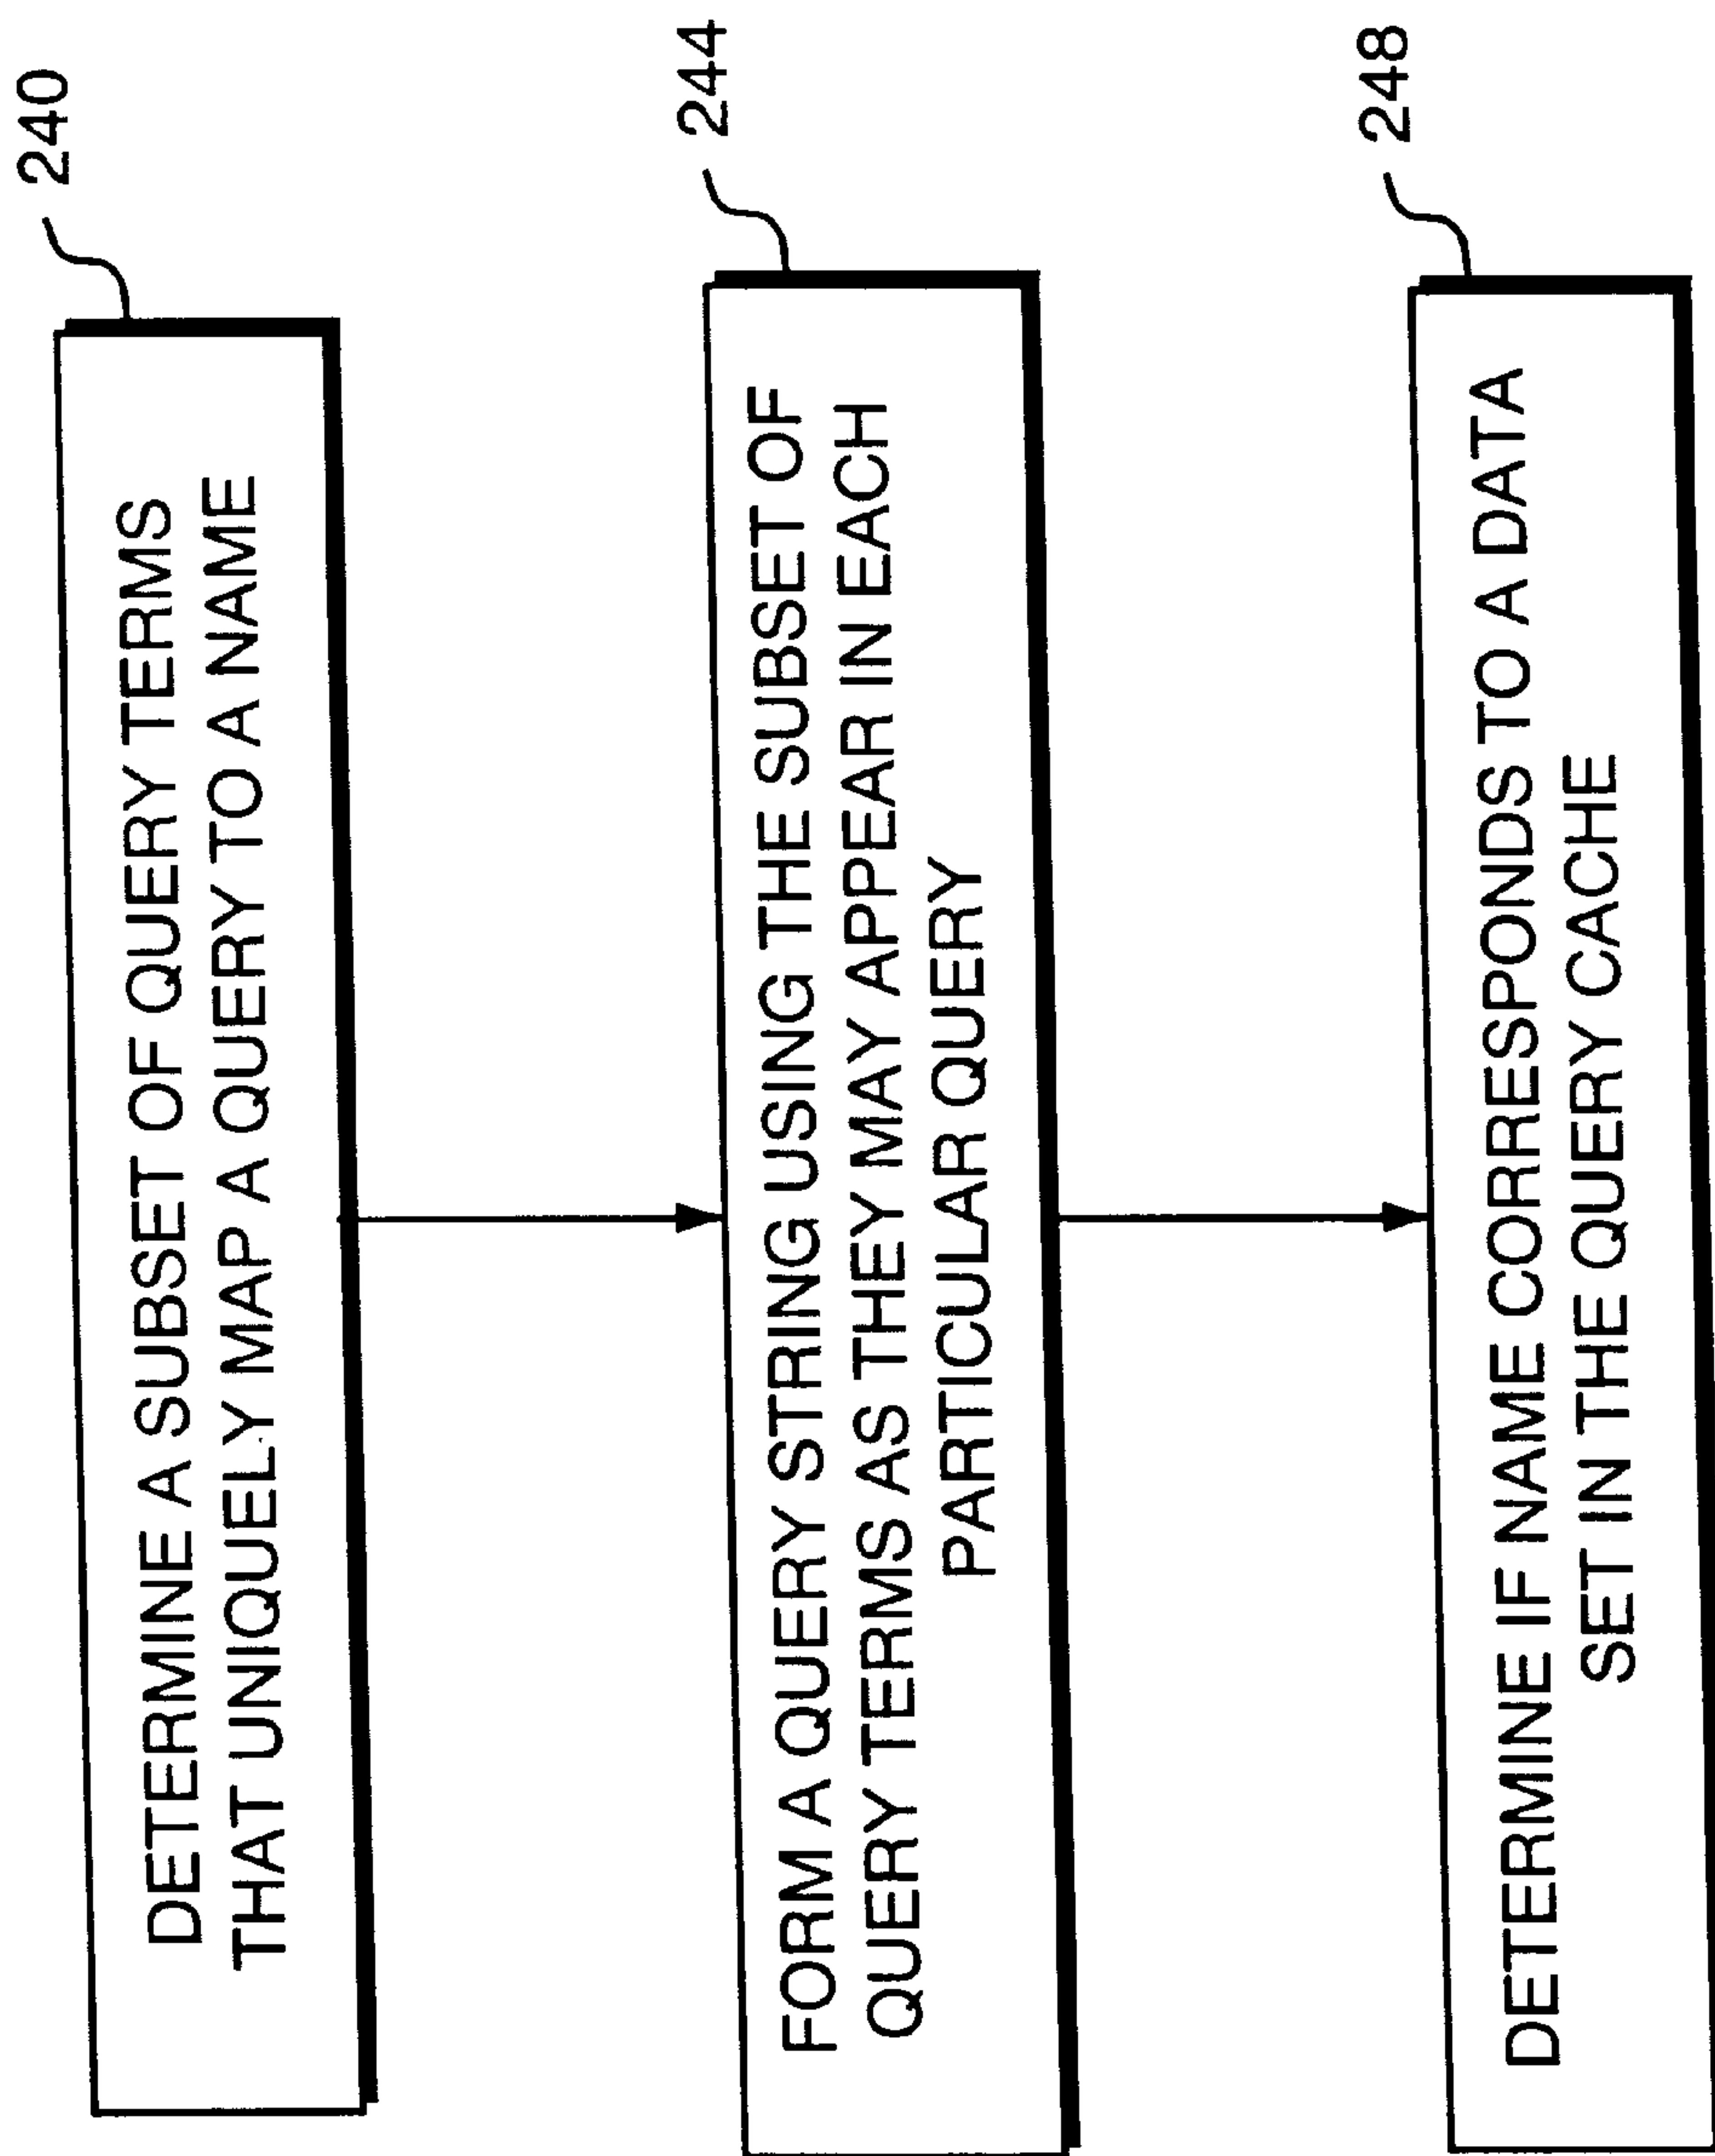 240
DETERMINE A SUBSET OF QUERY TERMS
THAT UNIQUELY MAP A QUERY TO A NAME
244
FORM A QUERY STRING USING THE SUBSET OF
QUERY TERMS AS THEY MAY APPEAR IN EACH
PARTICULAR QUERY
248
DETERMINE IF NAME CORRESPONDS TO A DATA
SET IN THE QUERY CACHE